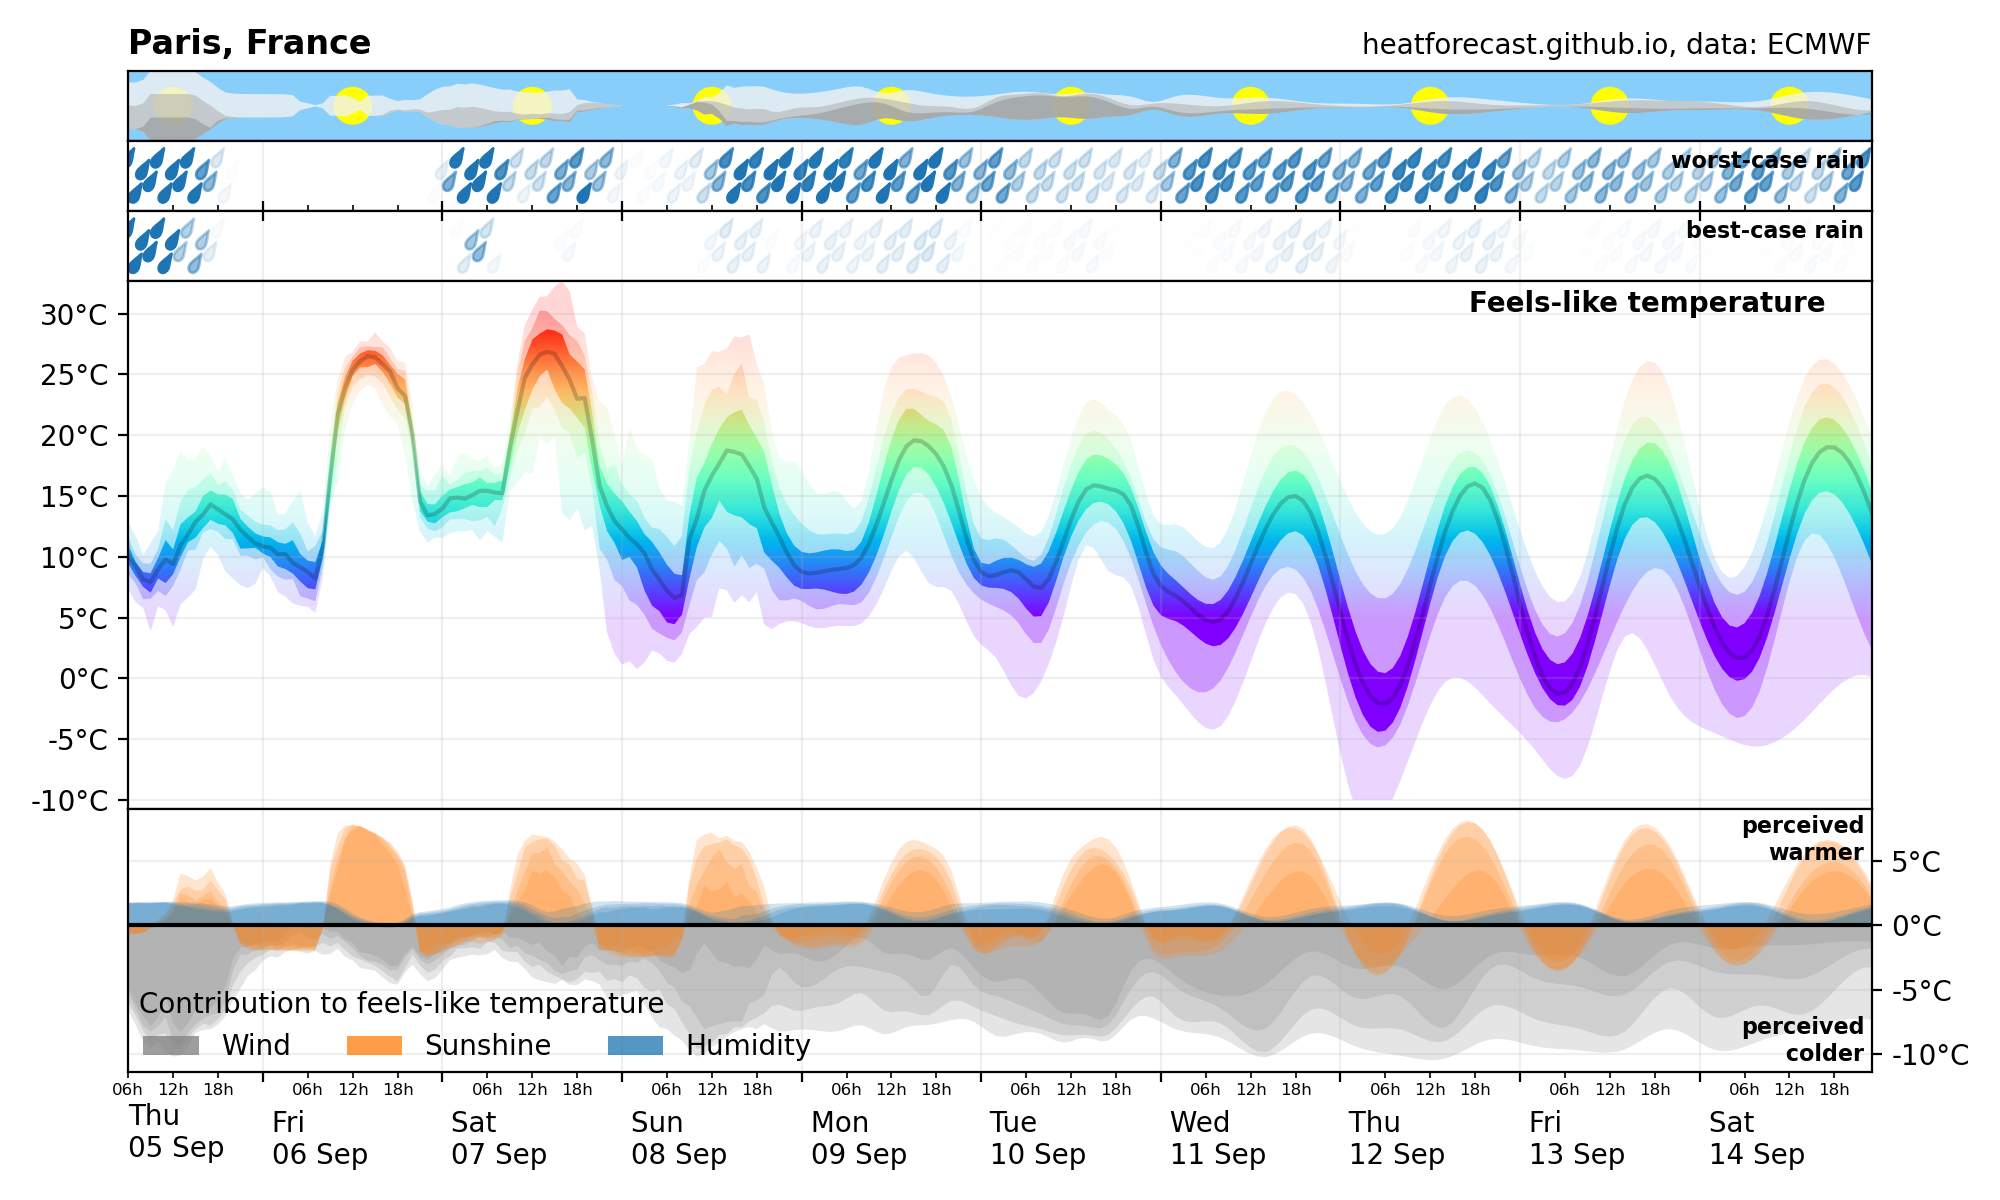 Paris, France
heatforecast.github.io, data: ECMWF
worst-case rain
best-case rain
Feels-like temperature
30°C
25°C
20°C
15°C
10°C
5°C
0°C
-5°C
-10°C
perceived
warmer
5°C
0°C
-5°C
-10°C
perceived
colder
Contribution to feels-like temperature
Wind Sunshine Humidity
06h 12h 18h 06h 12h 18h 06h 12h 18h 06h 12h 18h 06h 12h 18h 06h 12h 18h 06h 12h 18h 06h 12h 18h 06h 12h 18h 06h 12h 18h
Thu Fri Sat Sun Mon Tue Wed Thu Fri Sat
05 Sep 06 Sep 07 Sep 08 Sep 09 Sep 10 Sep 11 Sep 12 Sep 13 Sep 14 Sep